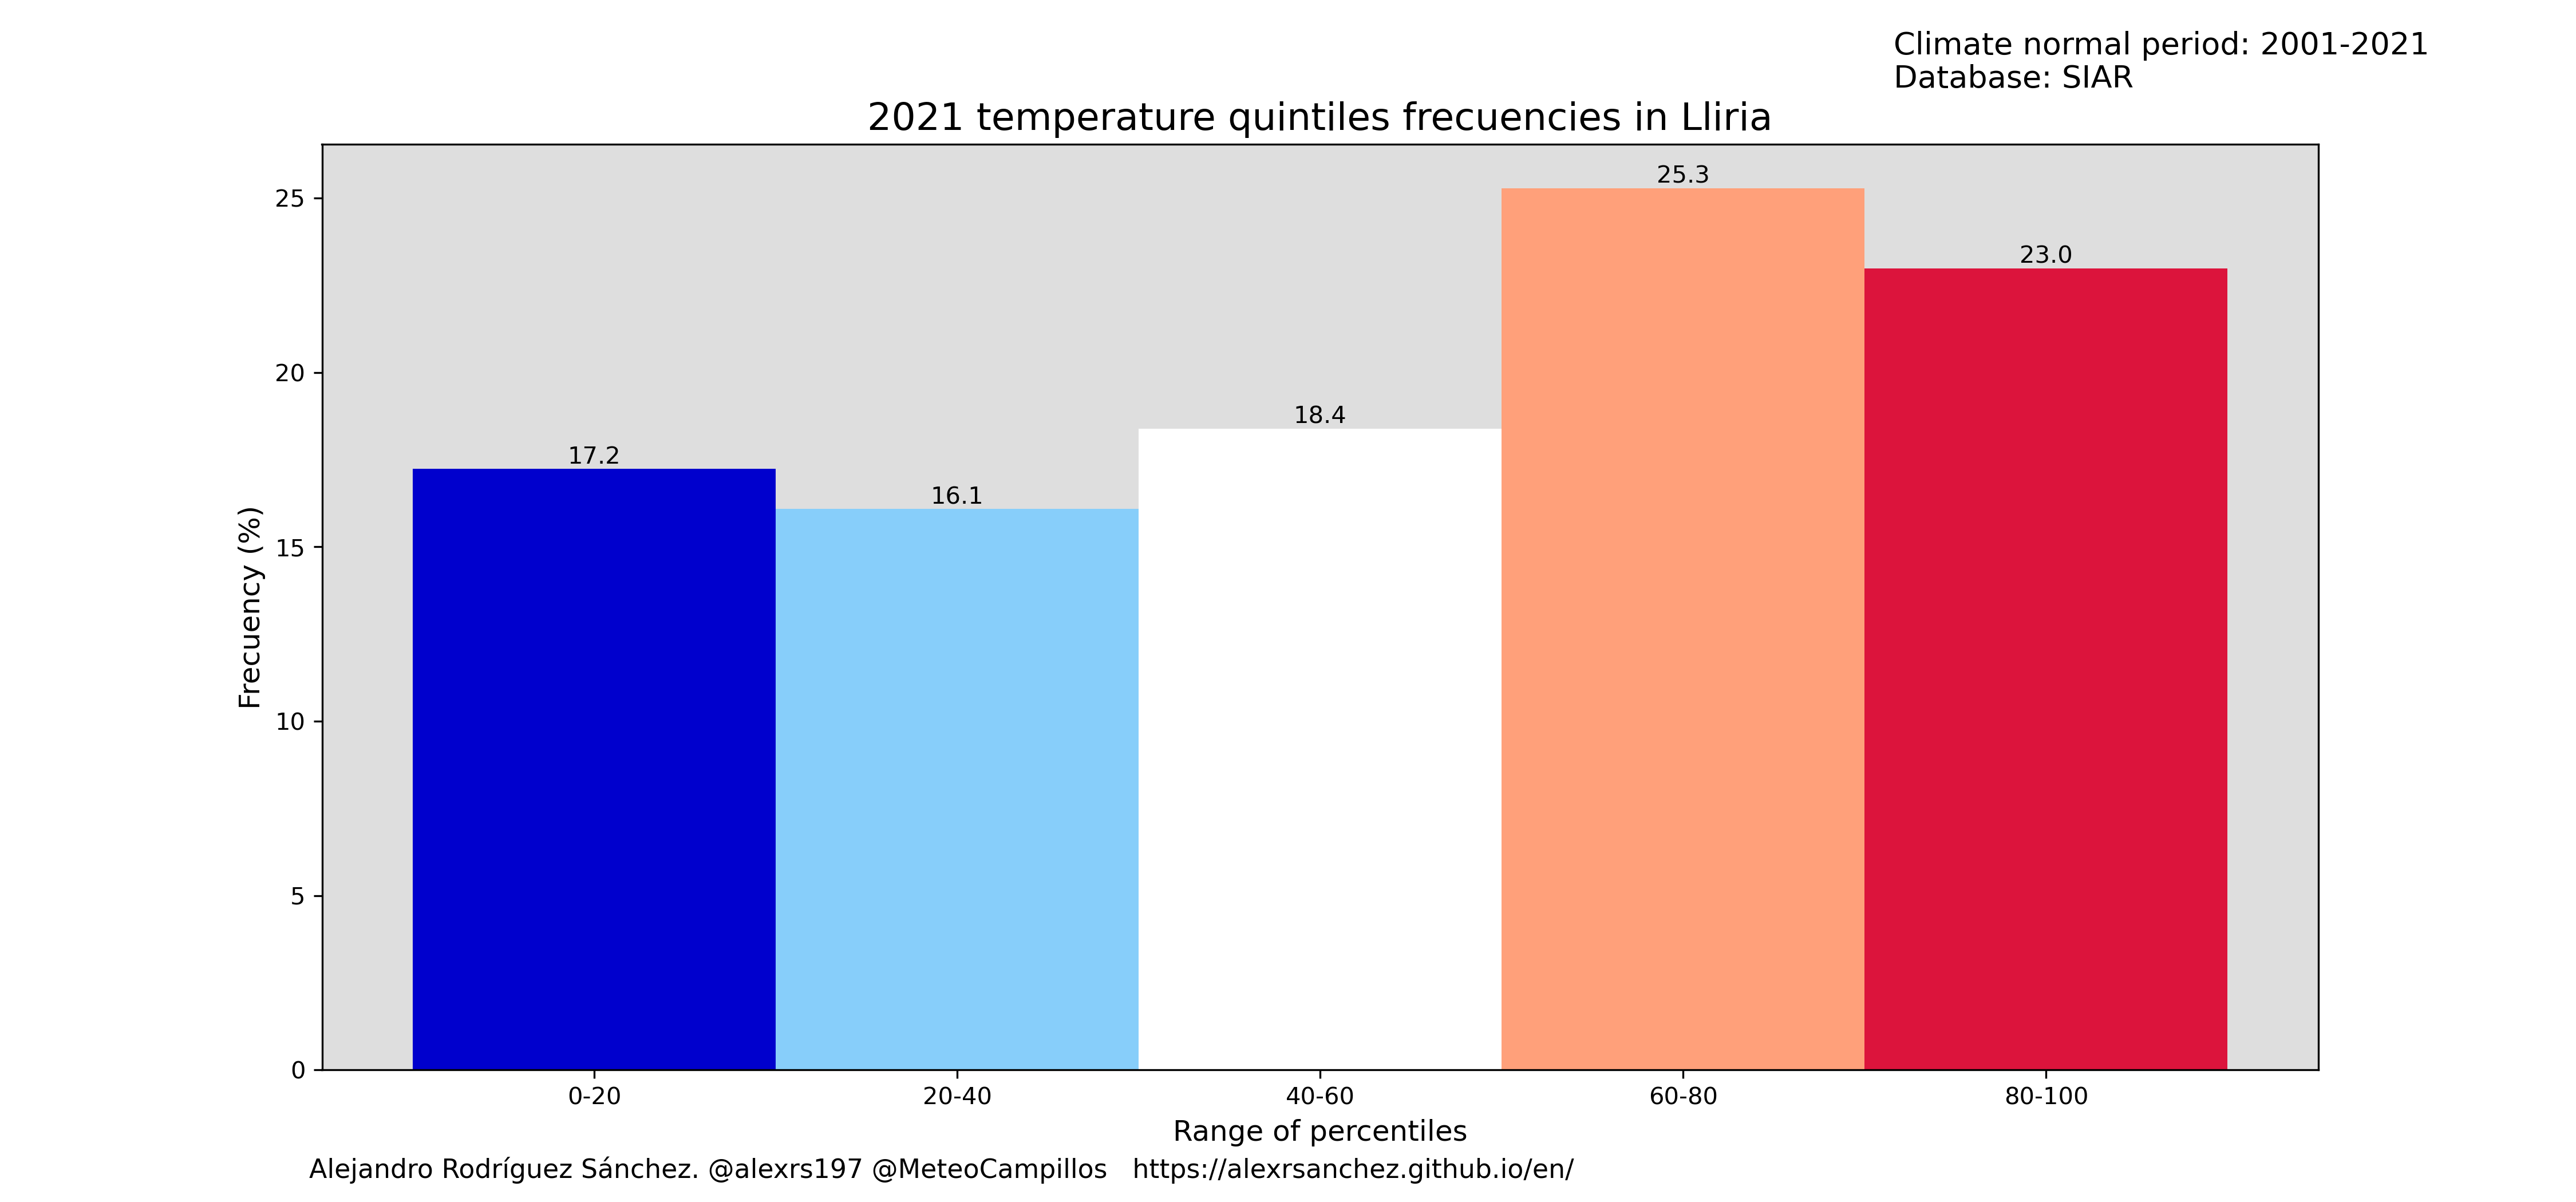 Climate normal period: 2001-2021
Database: SIAR
2021 temperature quintiles frecuencies in Lliria
25.3
25
23.0
20
18.4
17.2
16.1
15
Frecuency (%)
10
5
0
0-20 20-40 40-60 60-80 80-100
Range of percentiles
Alejandro Rodríguez Sánchez. @alexrs197 @MeteoCampillos https://alexrsanchez.github.io/en/